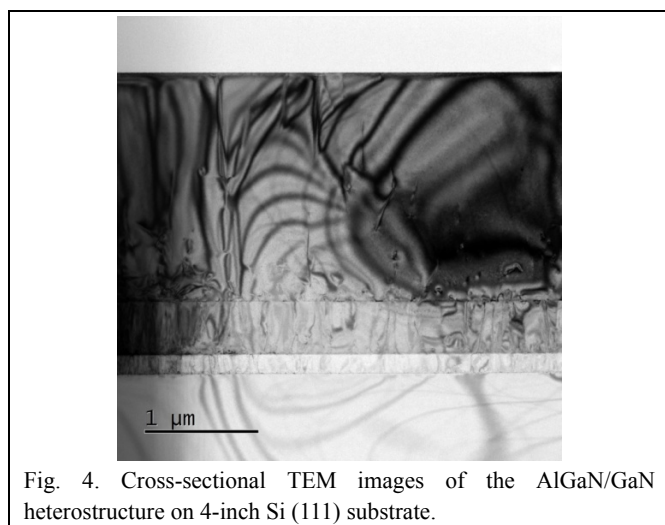 1 μm
Fig. 4. Cross-sectional TEM images of the AlGaN/GaN
heterostructure on 4-inch Si (111) substrate.